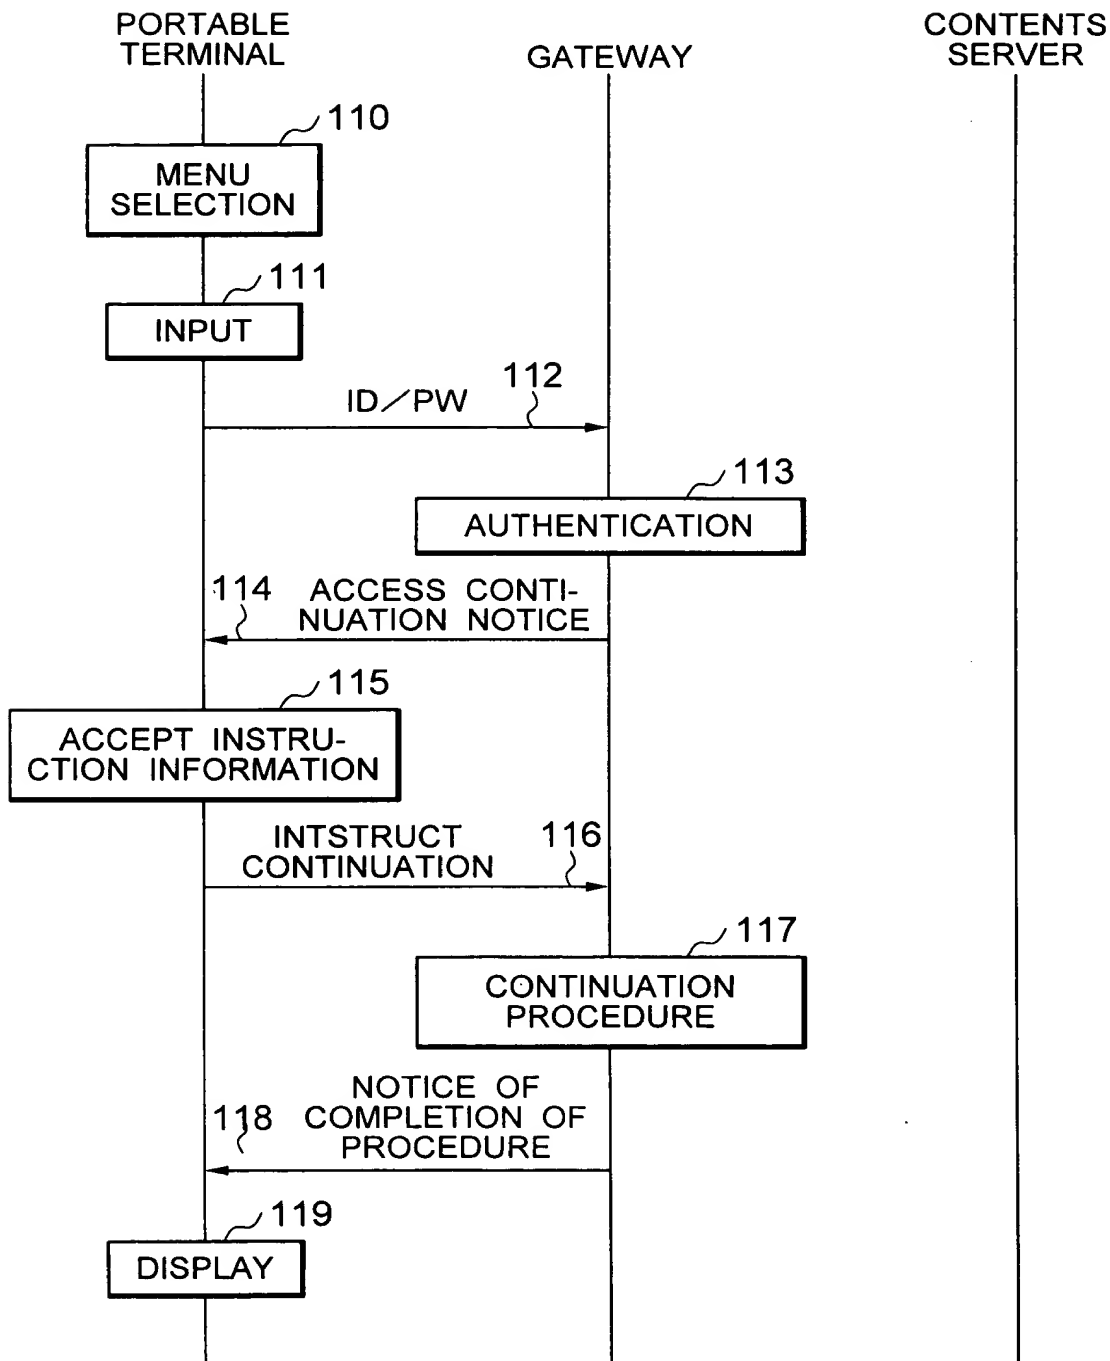 PORTABLE
TERMINAL
GATEWAY
CONTENTS
SERVER
110
MENU
SELECTION
111
INPUT
ID/PW
112
113
AUTHENTICATION
114
ACCESS CONTI-
NUATION NOTICE
115
ACCEPT INSTRU-
CTION INFORMATION
INTSTRUCT
CONTINUATION
116
117
CONTINUATION
PROCEDURE
118
NOTICE OF
COMPLETION OF
PROCEDURE
119
DISPLAY